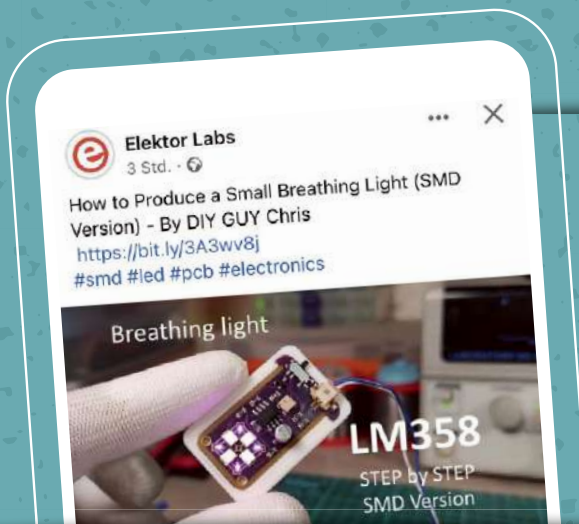 Elektor Labs
3 Std. ·
How to Produce a Small Breathing Light (SMD
Version) - By DIY GUY Chris
https://bit.ly/3A3wv8j
#smd #led #pcb #electronics
Breathing light
LM358
STEP by STEP
SMD Version